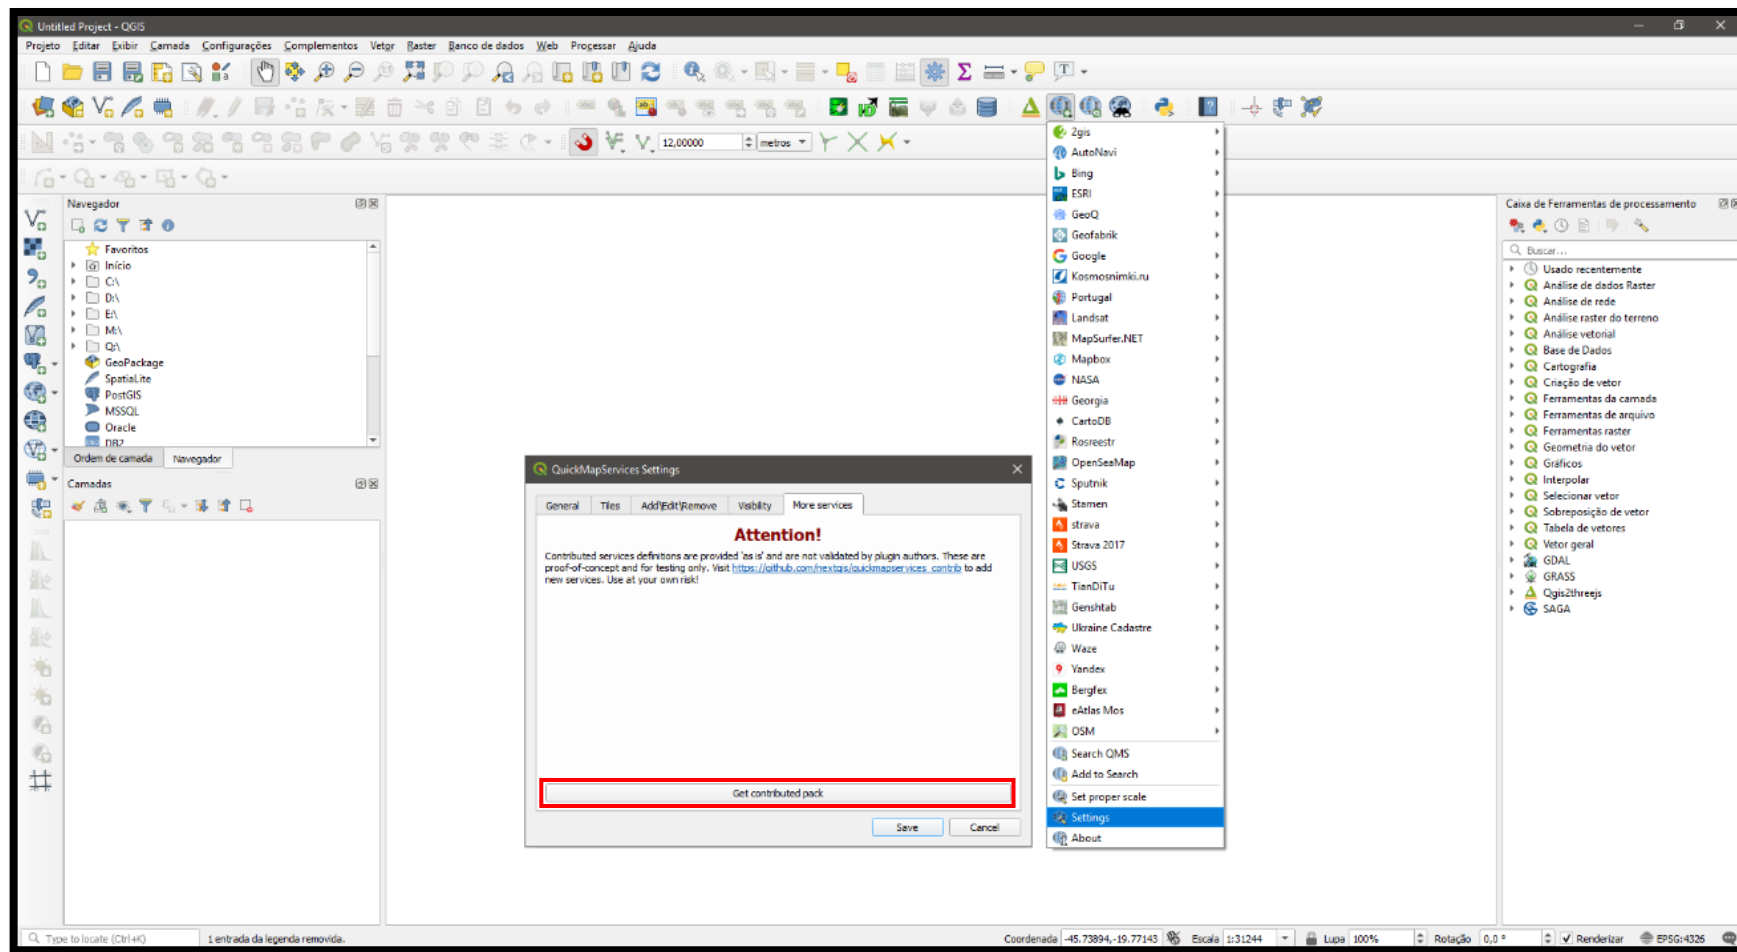 Untitled Project - QGIS
Projeto Editar Exibir Camada Configurações Complementos Vetor Raster Banco de dados Web Processar Ajuda
12,00000 metros
Navegador
Favoritos
Início
C:\
D:\
E:\
M:\
Q:\
GeoPackage
SpatiaLite
PostGIS
MSSQL
Oracle
DB2
Ordem de camada Navegador
Camadas
QuickMapServices Settings
General Tiles Add\Edit\Remove Visibility More services
Attention!
Contributed services definitions are provided 'as is' and are not validated by plugin authors. These are
proof-of-concept and for testing only. Visit https://github.com/nextgis/quickmapservices_contrib to add
new services. Use at your own risk!
Get contributed pack
Save Cancel
2gis
AutoNavi
Bing
ESRI
GeoQ
Geofabrik
Google
Kosmosnimki.ru
Portugal
Landsat
MapSurfer.NET
Mapbox
NASA
Georgia
CartoDB
Rosreestr
OpenSeaMap
Sputnik
Stamen
strava
Strava 2017
USGS
TianDiTu
Genshtab
Ukraine Cadastre
Waze
Yandex
Bergfex
eAtlas Mos
OSM
Search QMS
Add to Search
Set proper scale
Settings
About
Caixa de Ferramentas de processamento
Buscar...
Usado recentemente
Análise de dados Raster
Análise de rede
Análise raster do terreno
Análise vetorial
Base de Dados
Cartografia
Criação de vetor
Ferramentas da camada
Ferramentas de arquivo
Ferramentas raster
Geometria do vetor
Gráficos
Interpolar
Selecionar vetor
Sobreposição de vetor
Tabela de vetores
Vetor geral
GDAL
GRASS
Qgis2threejs
SAGA
Type to locate (Ctrl+K) 1 entrada da legenda removida. Coordenada -45.73894,-19.77143 Escala 1:31244 Lupa 100% Rotação 0,0 ° Renderizar EPSG:4326